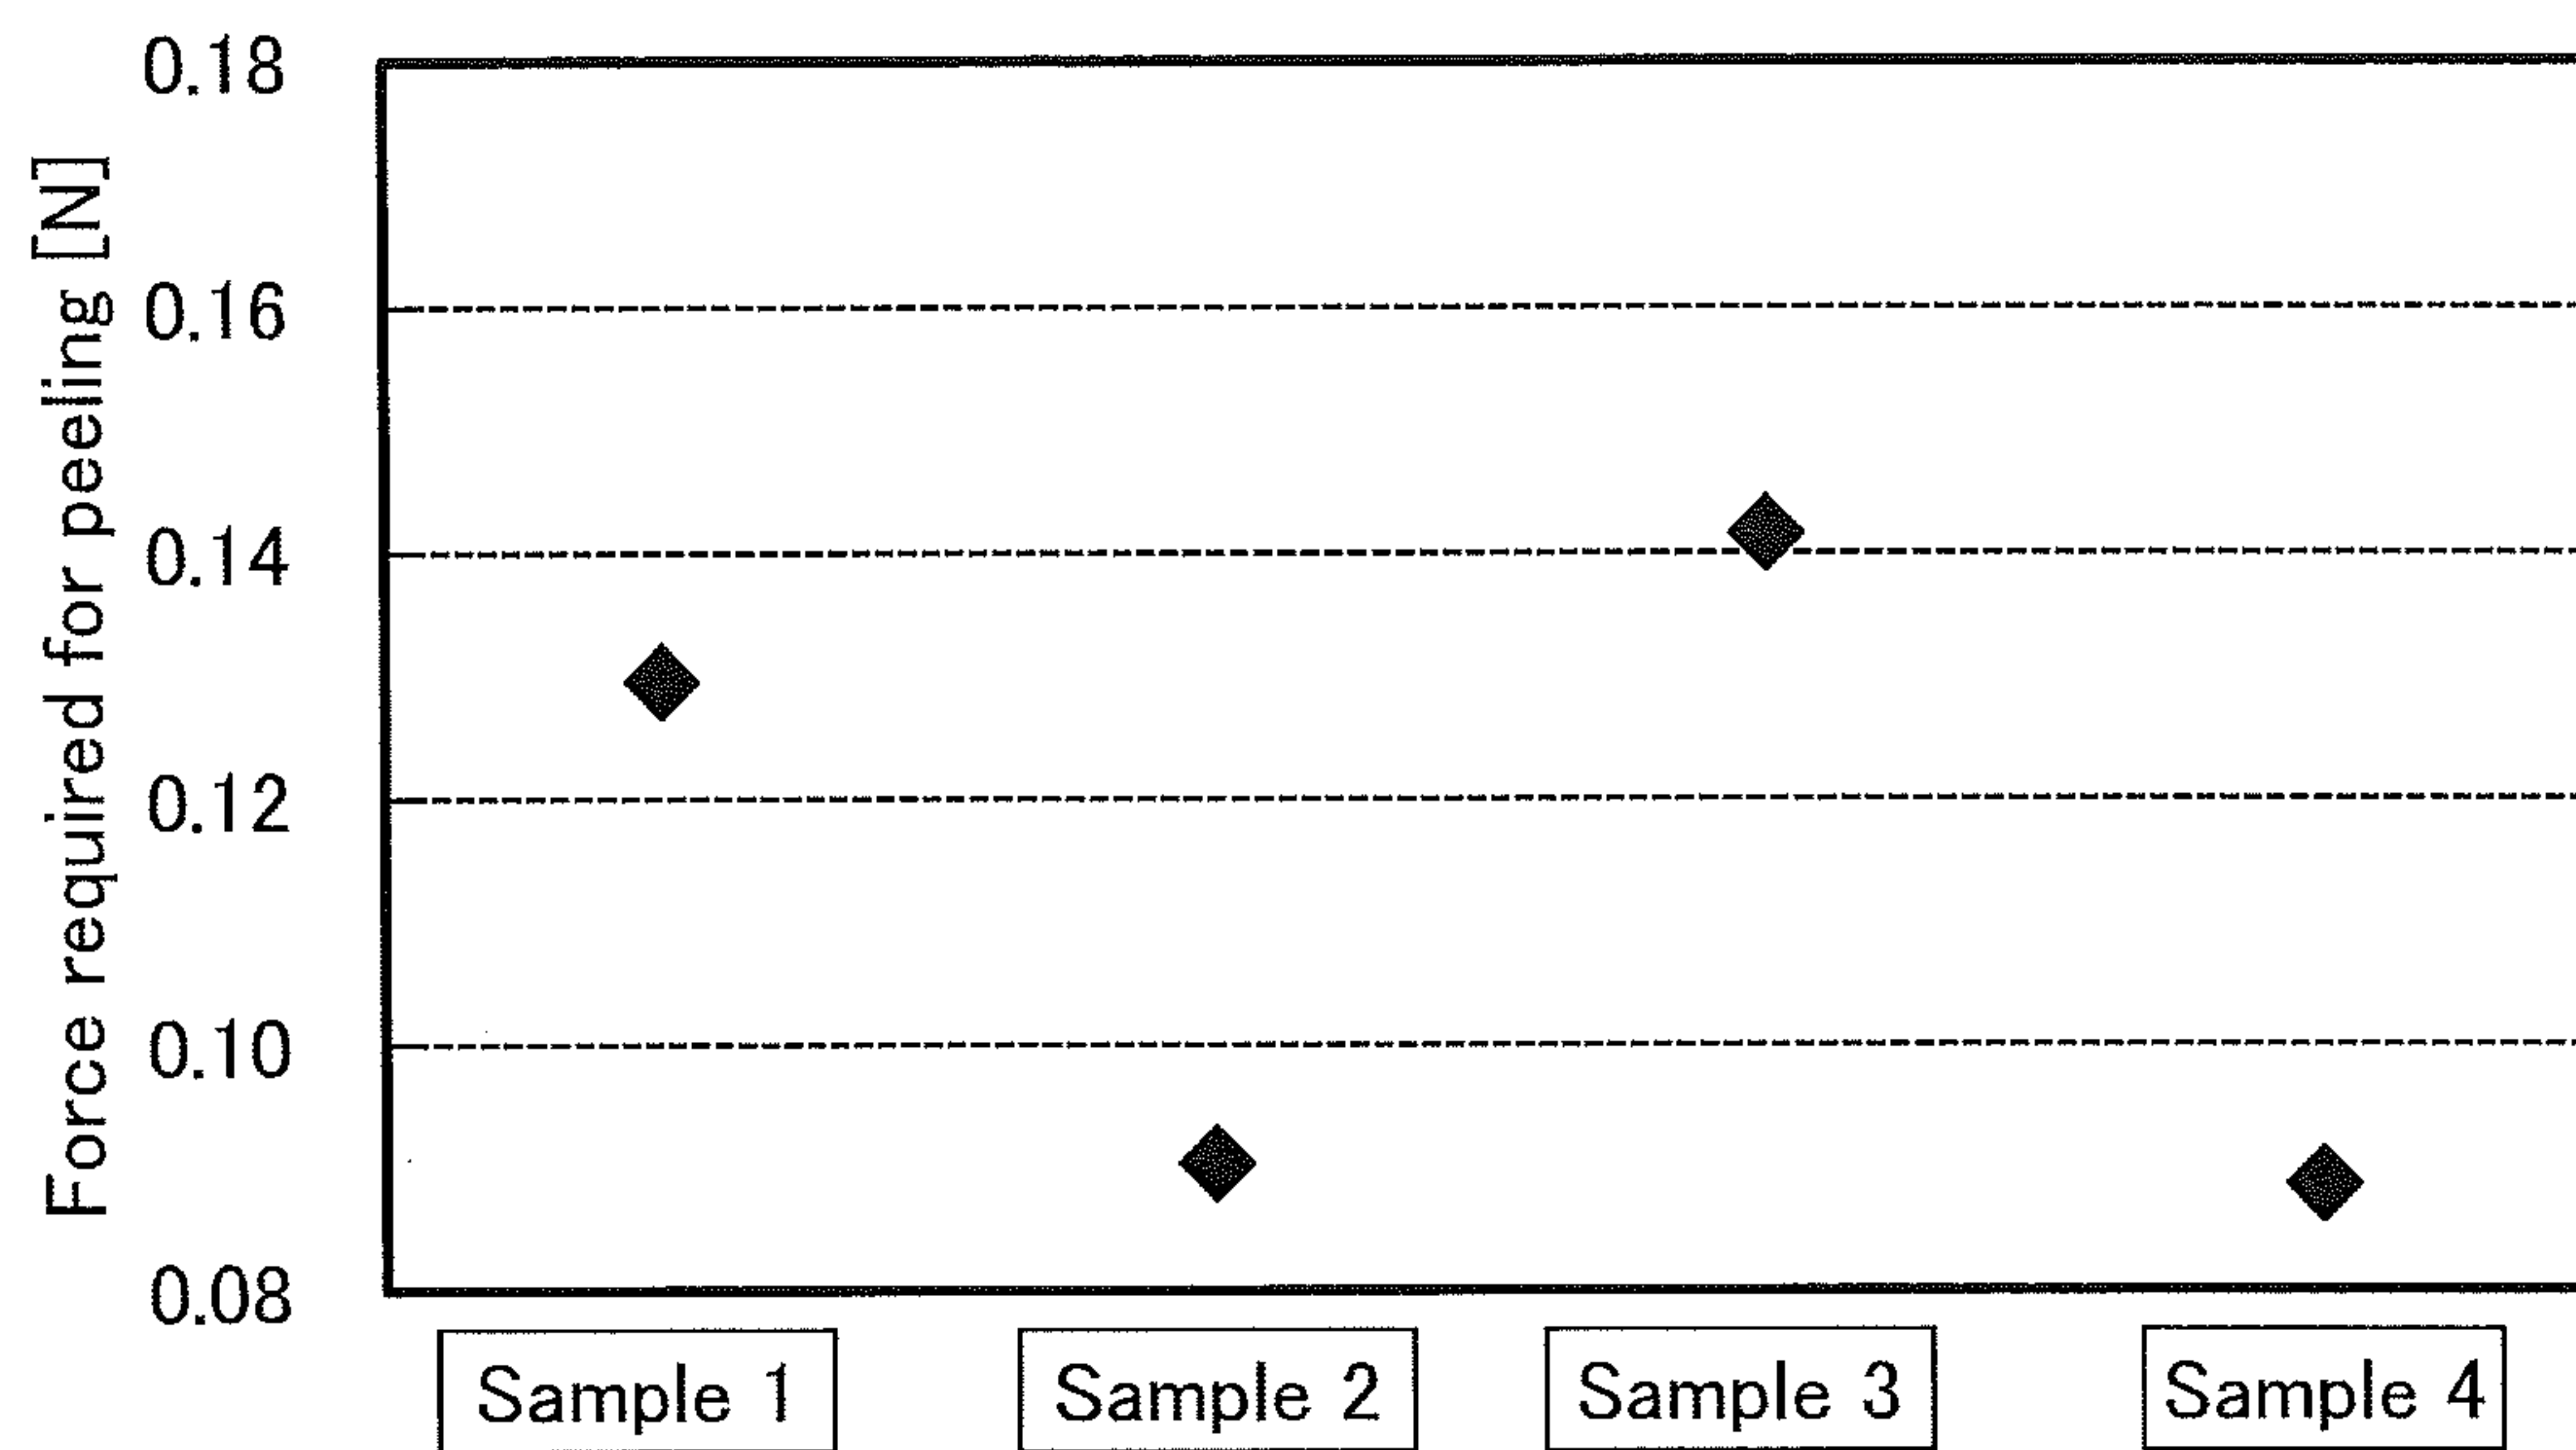 Force required for peeling [N]
0.18
0.16
0.14
0.12
0.10
0.08
Sample 1
Sample 2
Sample 3
Sample 4